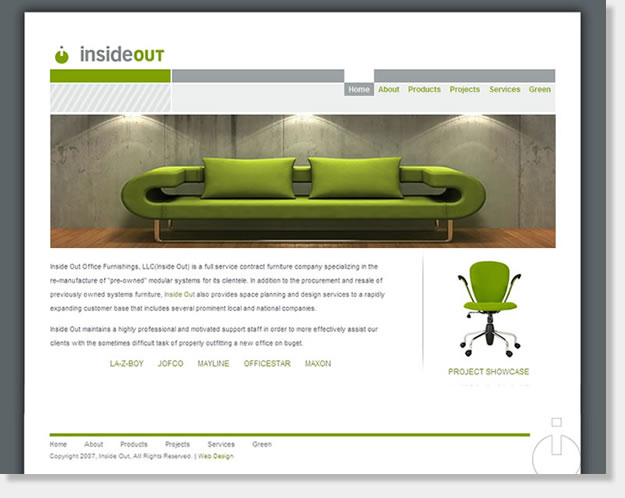 insideOUT
Home About Products Projects Services Green
Inside Out Office Furnishings, LLC(Inside Out) is a full service contract furniture company specializing in the
re-manufacture of "pre-owned" modular systems for its clientele. In addition to the procurement and resale of
previously owned systems furniture, Inside Out also provides space planning and design services to a rapidly
expanding customer base that includes several prominent local and national companies.
Inside Out maintains a highly professional and motivated support staff in order to more effectively assist our
clients with the sometimes difficult task of properly outfitting a new office on buget.
LA-Z-BOY JOFCO MAYLINE OFFICESTAR MAXON
PROJECT SHOWCASE
Home About Products Projects Services Green
Copyright 2007, Inside Out, All Rights Reserved. | Web Design